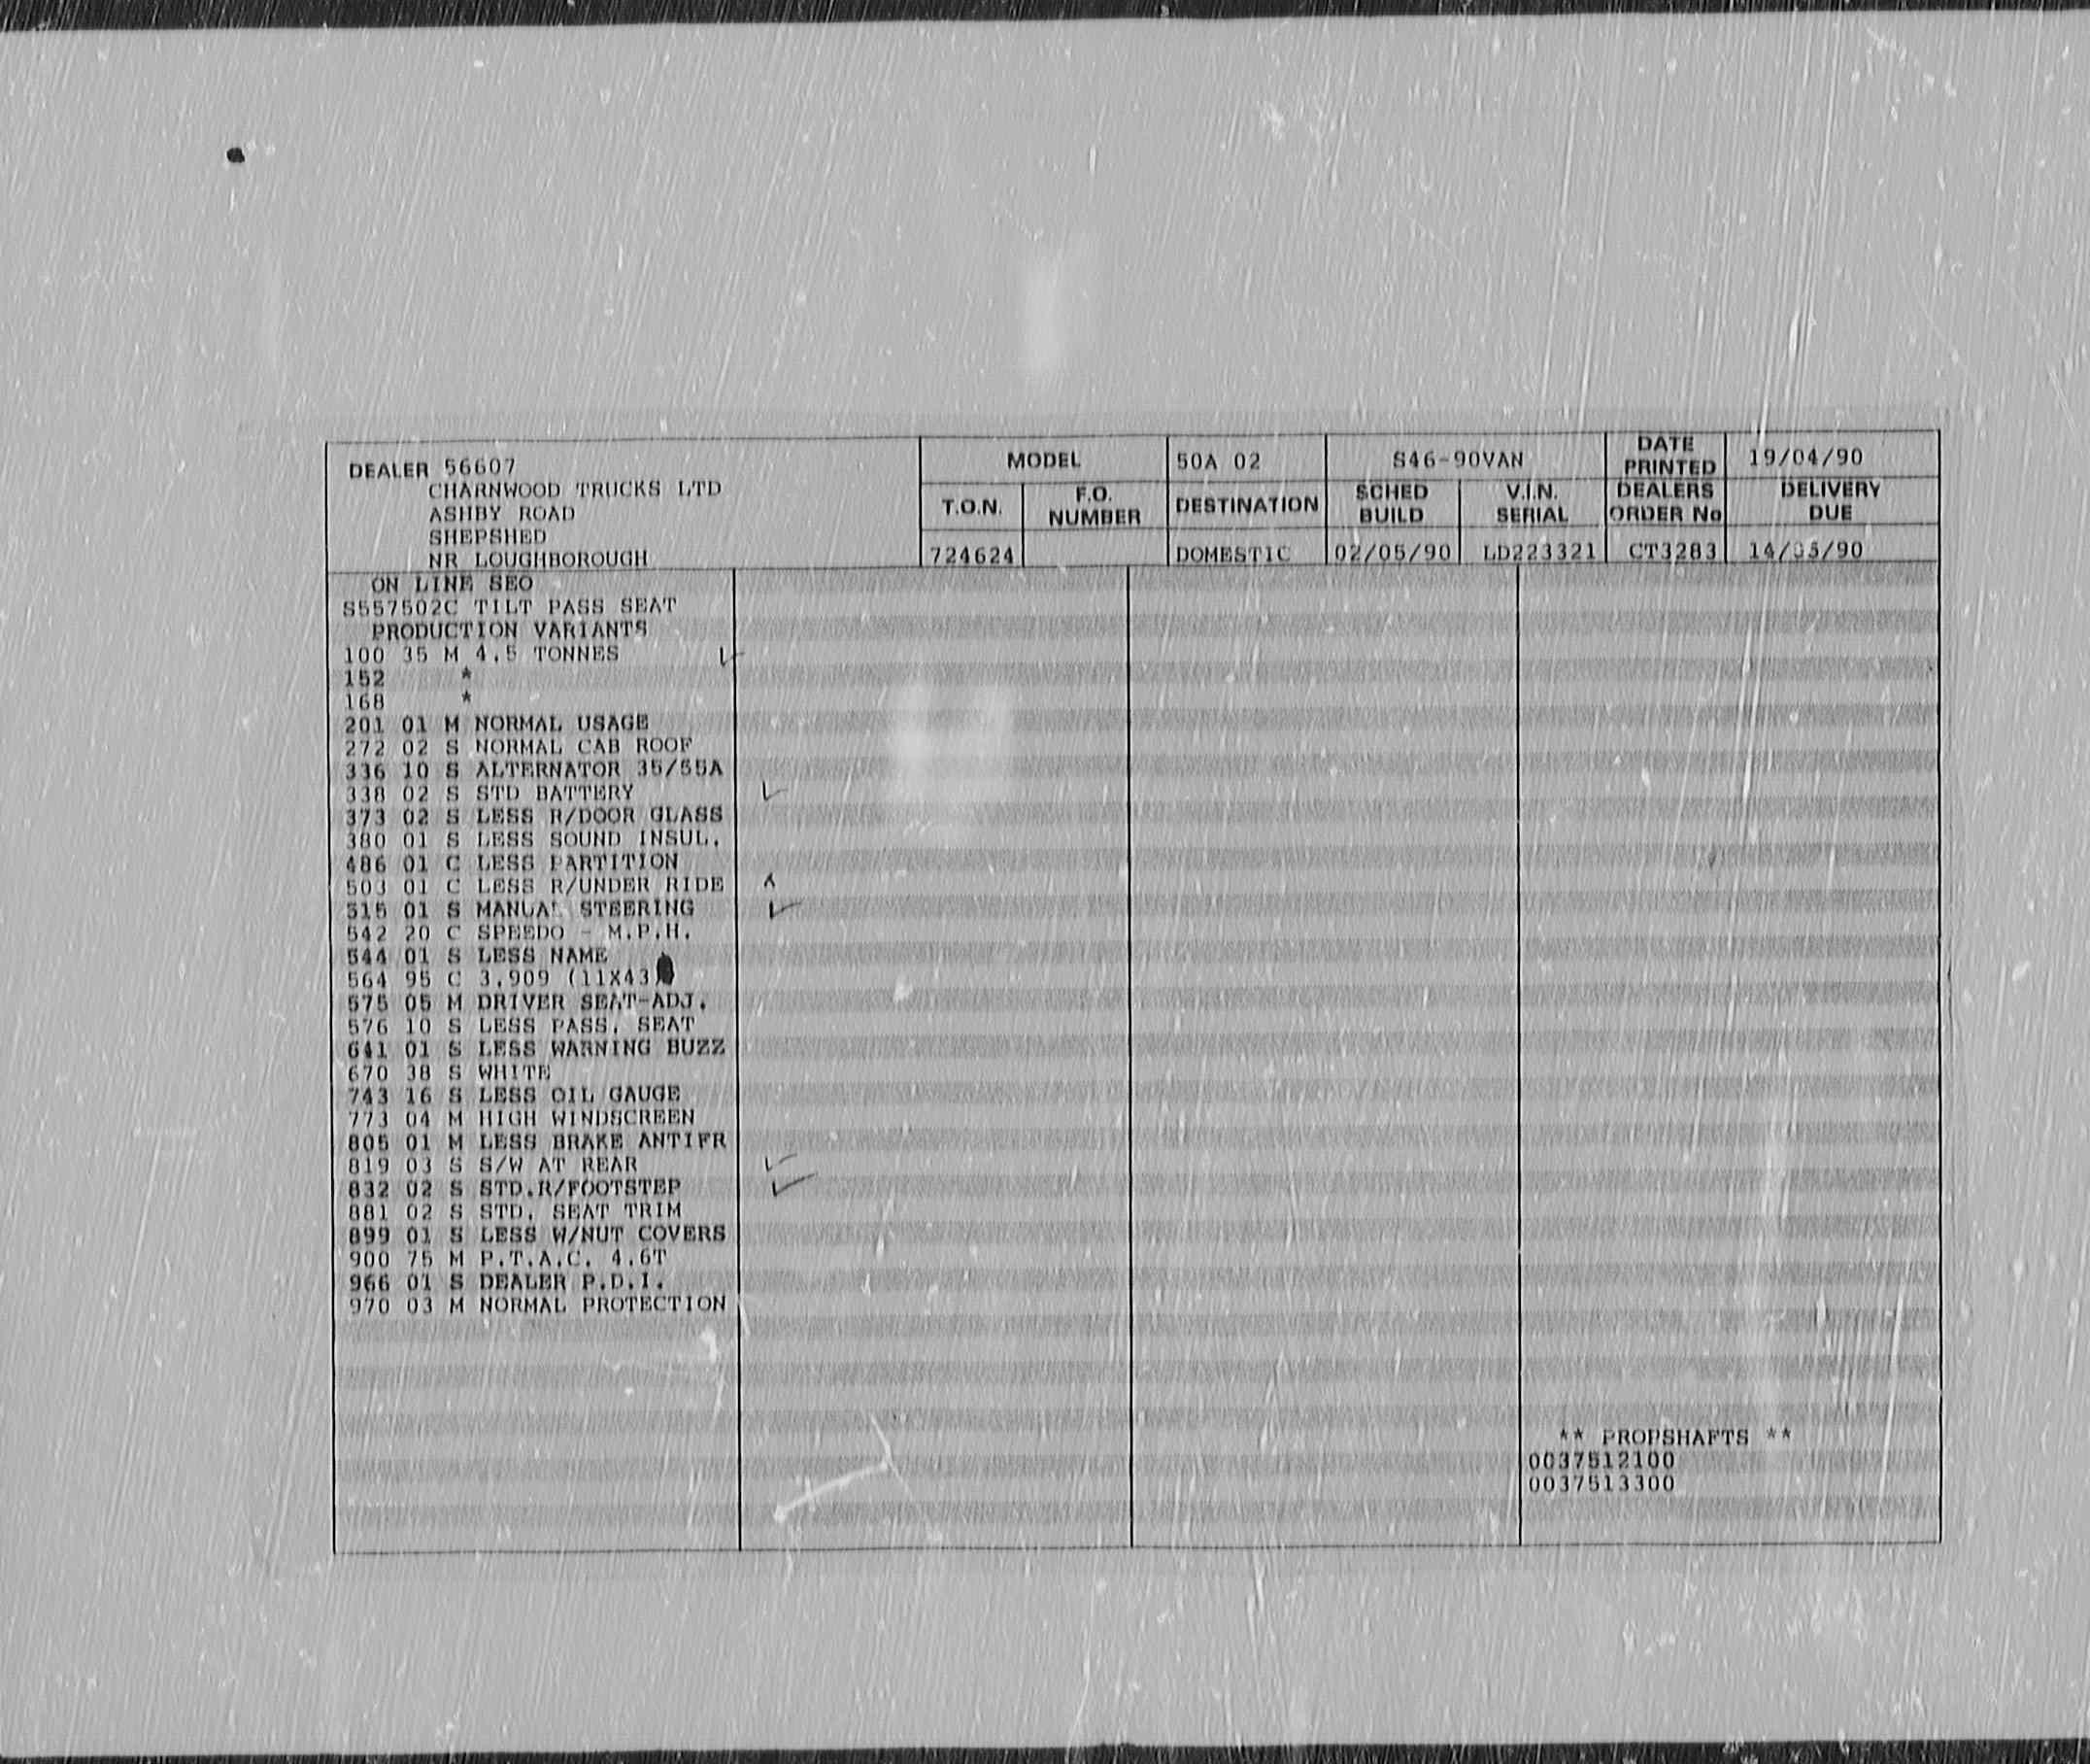 DEALER 56607
CHARNWOOD TRUCKS LTD
ASHBY ROAD
SHEPSHED
NR LOUGHBOROUGH
MODEL 50A 02 S46-90VAN DATE PRINTED 19/04/90
T.O.N. F.O. NUMBER DESTINATION SCHED BUILD V.I.N. SERIAL DEALERS ORDER No DELIVERY DUE
724624 DOMESTIC 02/05/90 LD223321 CT3283 14/05/90
ON LINE SEO
S557502C TILT PASS SEAT
PRODUCTION VARIANTS
100 35 M 4.5 TONNES
152 *
168 *
201 01 M NORMAL USAGE
272 02 S NORMAL CAB ROOF
336 10 S ALTERNATOR 35/55A
338 02 S STD BATTERY
373 02 S LESS R/DOOR GLASS
380 01 S LESS SOUND INSUL.
486 01 C LESS PARTITION
503 01 C LESS R/UNDER RIDE
515 01 S MANUAL STEERING
542 20 C SPEEDO - M.P.H.
544 01 S LESS NAME
564 95 C 3.909 (11X43)
575 05 M DRIVER SEAT-ADJ.
576 10 S LESS PASS. SEAT
641 01 S LESS WARNING BUZZ
670 38 S WHITE
743 16 S LESS OIL GAUGE
773 04 M HIGH WINDSCREEN
805 01 M LESS BRAKE ANTIFR
819 03 S S/W AT REAR
832 02 S STD.R/FOOTSTEP
881 02 S STD. SEAT TRIM
899 01 S LESS W/NUT COVERS
900 75 M P.T.A.C. 4.6T
966 01 S DEALER P.D.I.
970 03 M NORMAL PROTECTION
** PROPSHAFTS **
0037512100
0037513300